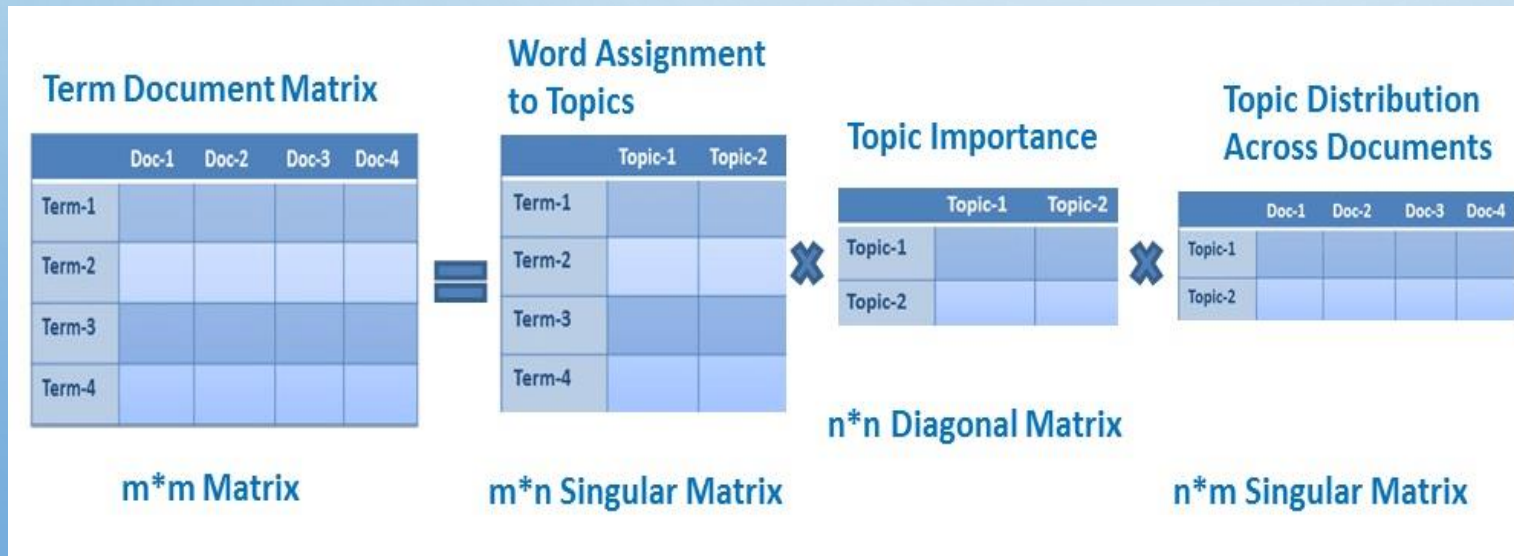 Term Document Matrix
Doc-1 Doc-2 Doc-3 Doc-4
Term-1
Term-2
Term-3
Term-4
m*m Matrix
Word Assignment
to Topics
Topic-1 Topic-2
Term-1
Term-2
Term-3
Term-4
m*n Singular Matrix
Topic Importance
Topic-1 Topic-2
Topic-1
Topic-2
n*n Diagonal Matrix
Topic Distribution
Across Documents
Doc-1 Doc-2 Doc-3 Doc-4
Topic-1
Topic-2
n*m Singular Matrix